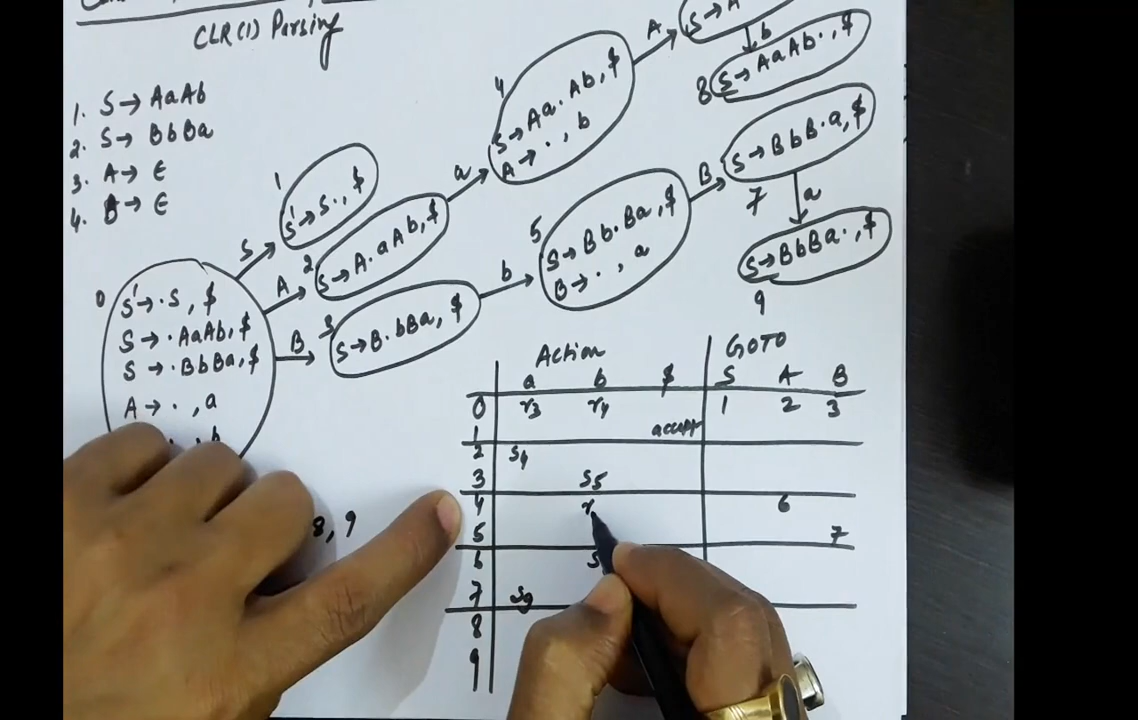 CLR(1) Parsing
1. S → AaAb
2. S → BbBa
3. A → ϵ
4. B → ϵ
0
S' → ·S, $
S → ·AaAb, $
S → ·BbBa, $
A → ·, a
·, b
S
A
B
1
S' → S·, $
2
S → A·aAb, $
3
S → B·bBa, $
a
b
4
S → Aa·Ab, $
A → ·, b
5
S → Bb·Ba, $
B → ·, a
A
B
S → A
b
8
S → AaAb·, $
S → BbB·a, $
7
a
S → BbBa·, $
9
8, 9
Action GOTO
a b $ S A B
0 r3 r4 1 2 3
1 accept
2 S4
3 S5
4 r 6
5 7
6 S
7 S9
8
9